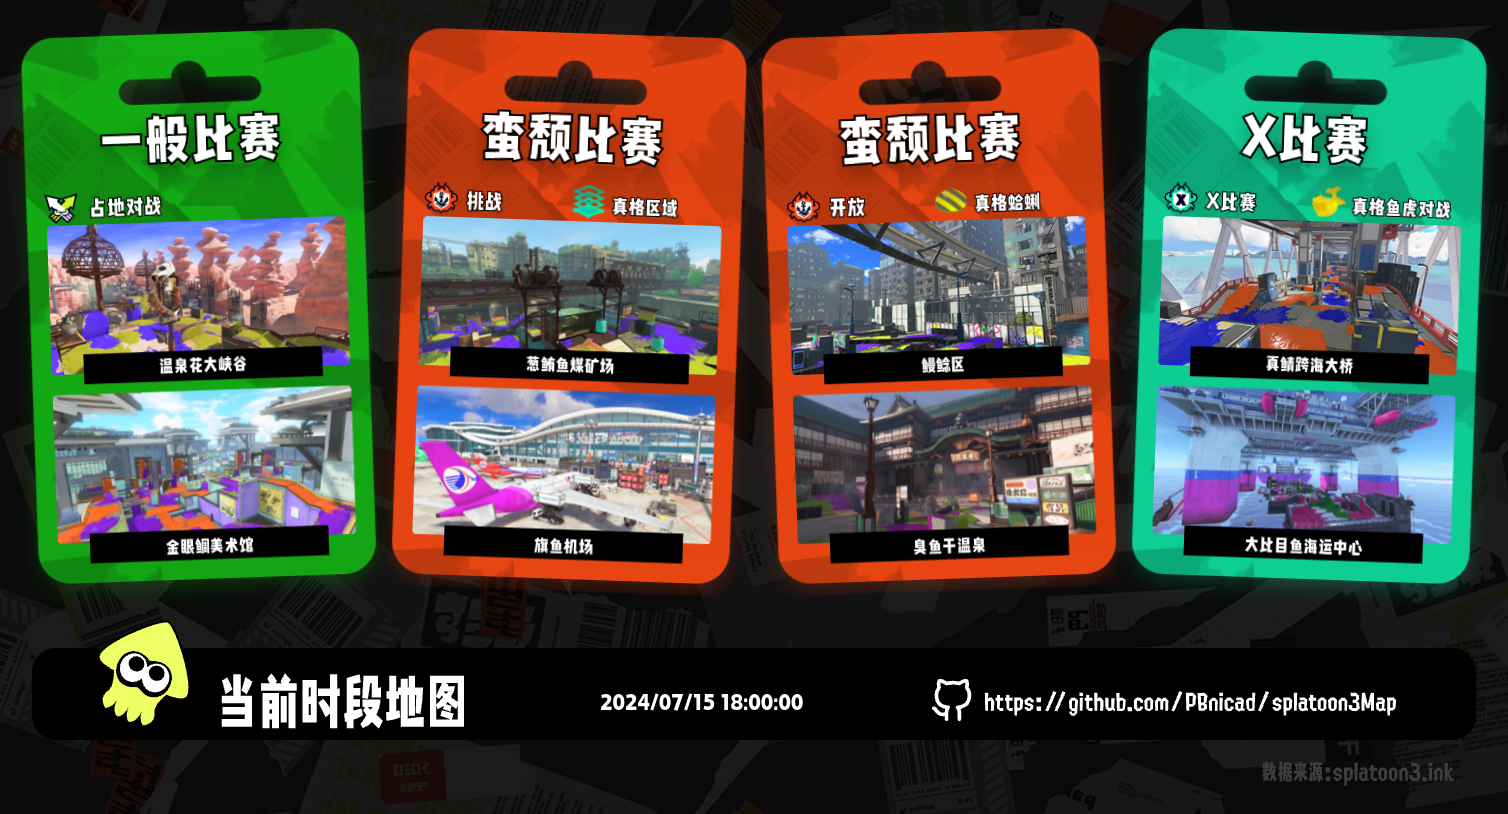 一般比赛
占地对战
温泉花大峡谷
金眼鲷美术馆
蛮颓比赛
挑战
真格区域
葱鲔鱼煤矿场
旗鱼机场
蛮颓比赛
开放
真格蛤蜊
鳗鲶区
臭鱼干温泉
X比赛
X比赛
真格鱼虎对战
真鲭跨海大桥
大比目鱼海运中心
当前时段地图
2024/07/15 18:00:00
https://github.com/PBnicad/splatoon3Map
数据来源:splatoon3.ink